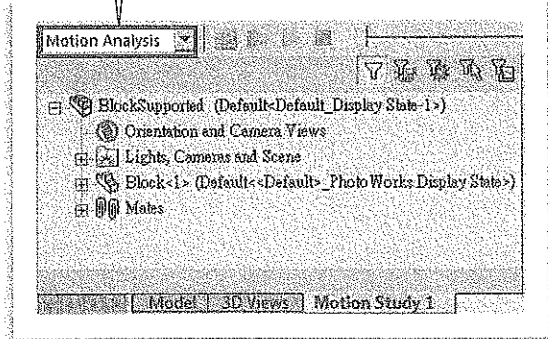 Motion Analysis
BlockSupported (Default<Default_Display State-1>)
Orientation and Camera Views
Lights, Cameras and Scene
Block<1> (Default<<Default>_PhotoWorks Display State>)
Mates
Model 3D Views Motion Study 1